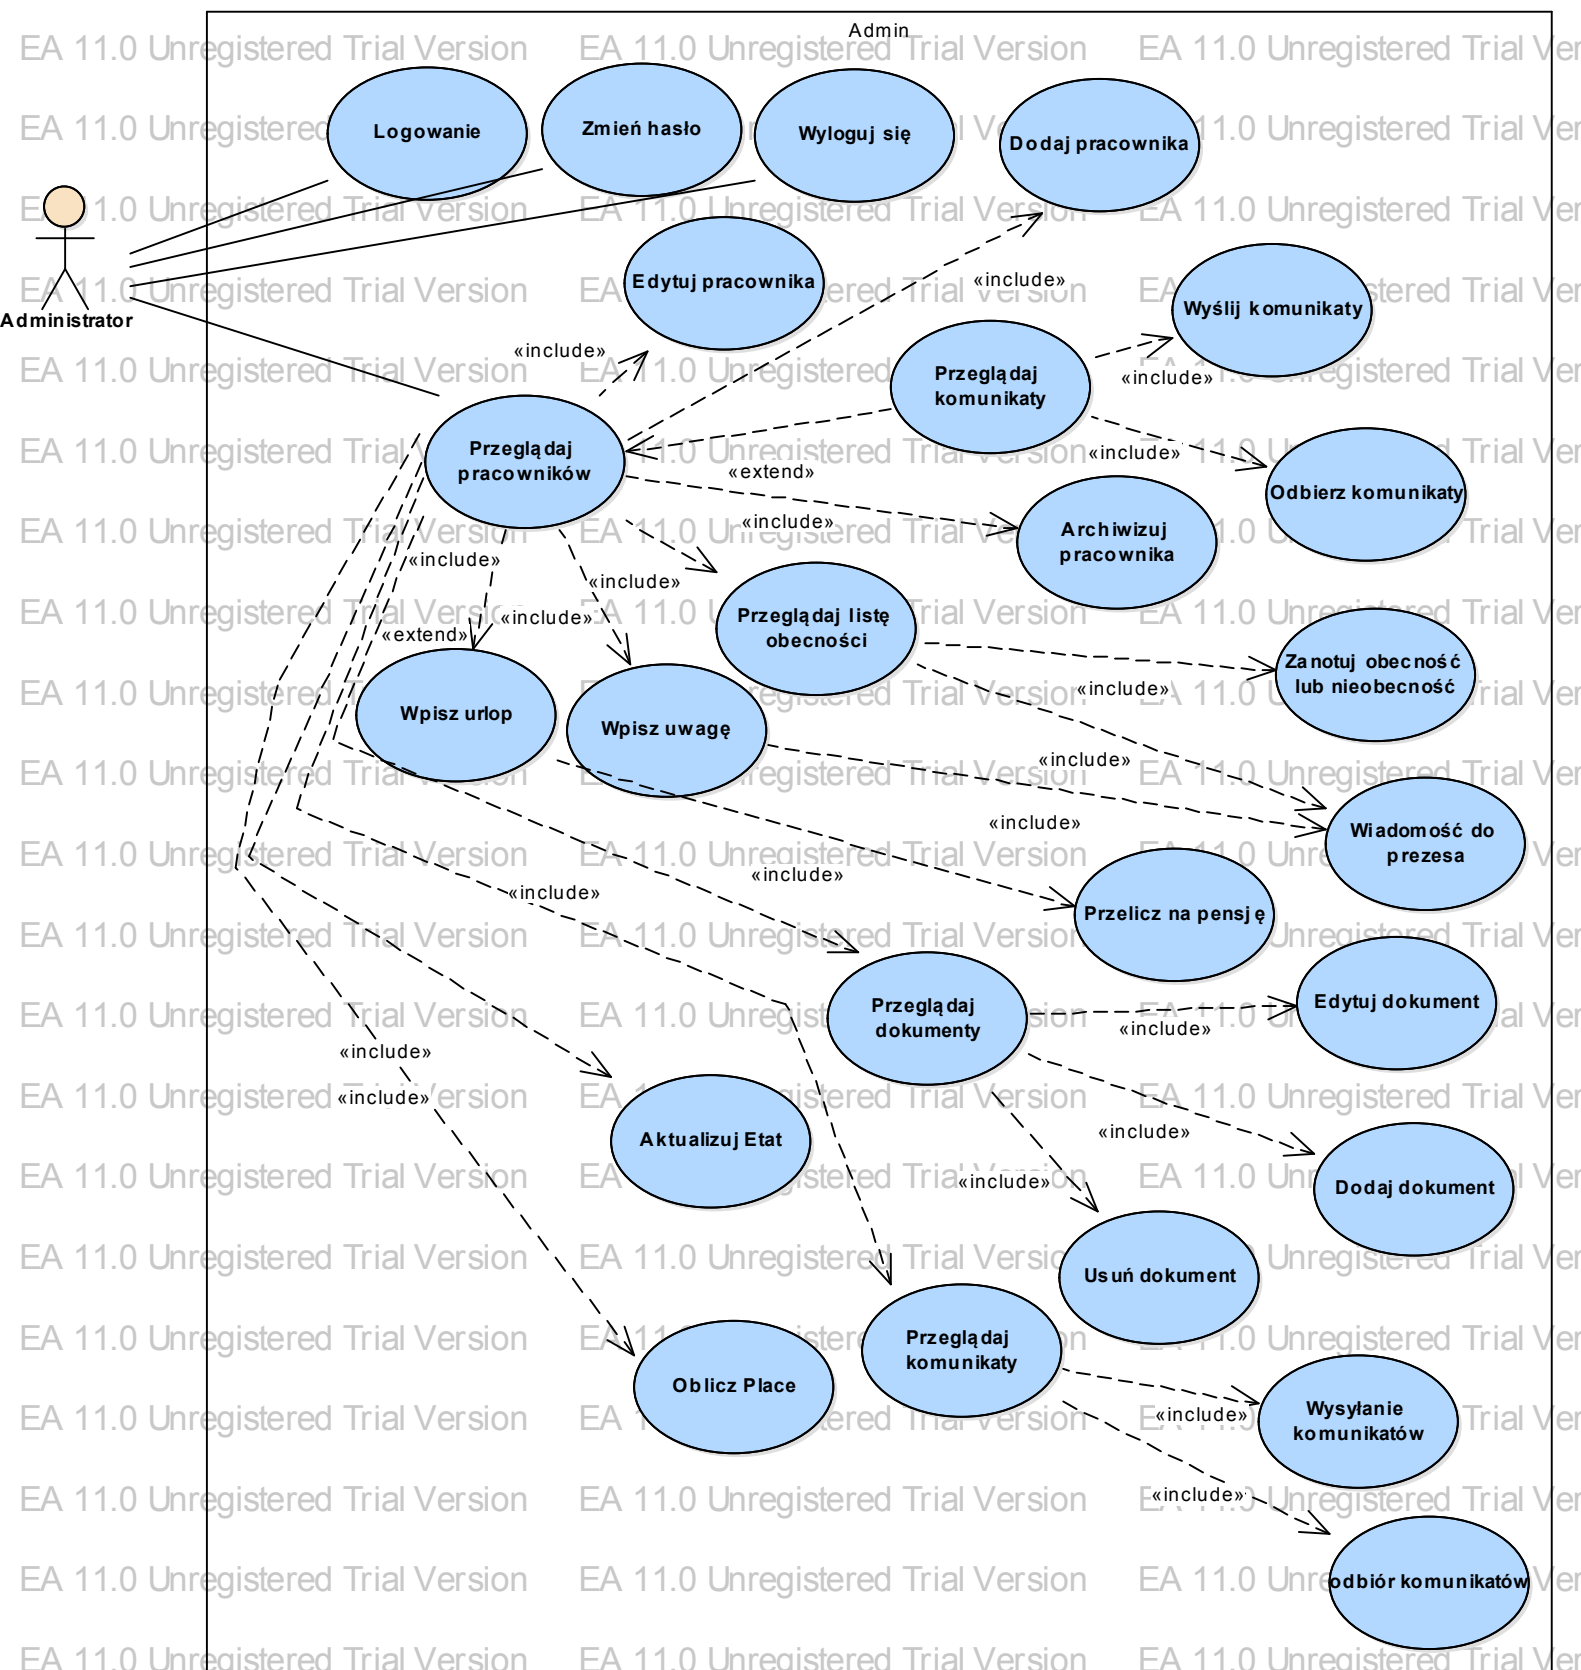 Admin
Logowanie
Zmień hasło
Wyloguj się
Dodaj pracownika
Administrator
Edytuj pracownika
«include»
Wyślij komunikaty
«include»
Przeglądaj
komunikaty
«include»
Przeglądaj
pracowników
«include»
«extend»
Odbierz komunikaty
«include»
Archiwizuj
pracownika
«include»
«include»
«include»
«extend»
Przeglądaj listę
obecności
Zanotuj obecność
lub nieobecność
«include»
Wpisz urlop
Wpisz uwagę
«include»
«include»
Wiadomość do
prezesa
«include»
«include»
Przelicz na pensję
Przeglądaj
dokumenty
Edytuj dokument
«include»
«include»
«include»
Aktualizuj Etat
«include»
«include»
Dodaj dokument
Usuń dokument
Przeglądaj
komunikaty
Oblicz Place
«include»
Wysyłanie
komunikatów
«include»
odbiór komunikatów
EA 11.0 Unregistered Trial Version